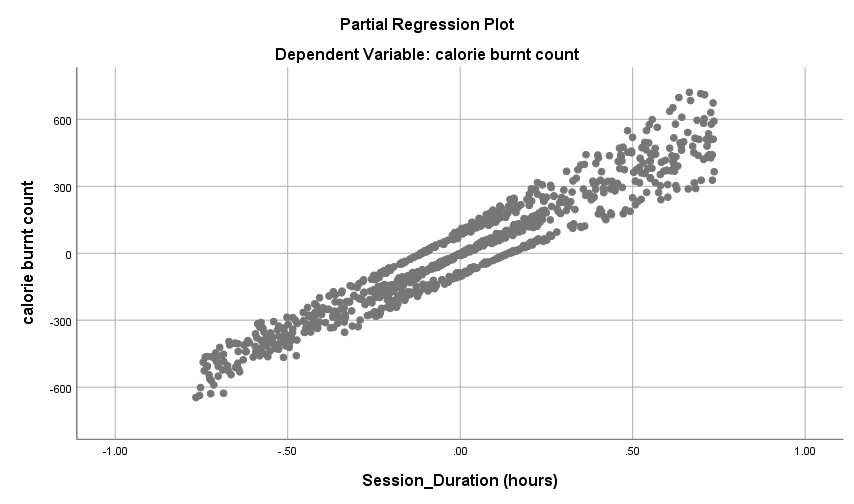 Partial Regression Plot
Dependent Variable: calorie burnt count
calorie burnt count
600
300
0
-300
-600
-1.00
-.50
.00
.50
1.00
Session_Duration (hours)